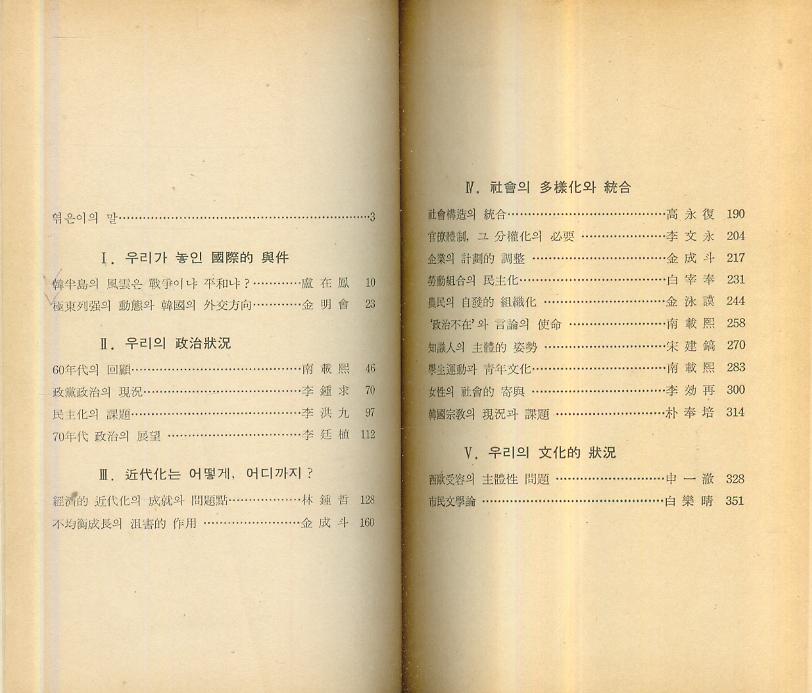 엮은이의 말 3
Ⅰ. 우리가 놓인 國際的 與件
韓半島의 風雲은 戰爭이냐 平和냐? 盧在鳳 10
極東列强의 動態와 韓國의 外交方向 金明會 23
Ⅱ. 우리의 政治狀況
60年代의 回顧 南載熙 46
政黨政治의 現況 李鍾求 70
民主化의 課題 李洪九 97
70年代 政治의 展望 李廷植 112
Ⅲ. 近代化는 어떻게, 어디까지?
經濟的 近代化의 成就와 問題點 林鍾哲 128
不均衡成長의 沮害的 作用 金成斗 160
Ⅳ. 社會의 多樣化와 統合
社會構造의 統合 高永復 190
官僚體制, 그 分權化의 必要 李文永 204
企業의 計劃的 調整 金成斗 217
勞動組合의 民主化 白宰奉 231
農民의 自發的 組織化 金泳謨 244
‘政治不在’와 言論의 使命 南載熙 258
知識人의 主體的 姿勢 宋建鎬 270
學生運動과 青年文化 南載熙 283
女性의 社會的 寄與 李効再 300
韓國宗教의 現況과 課題 朴奉培 314
Ⅴ. 우리의 文化的 狀況
西歐受容의 主體性 問題 申一澈 328
市民文學論 白樂晴 351